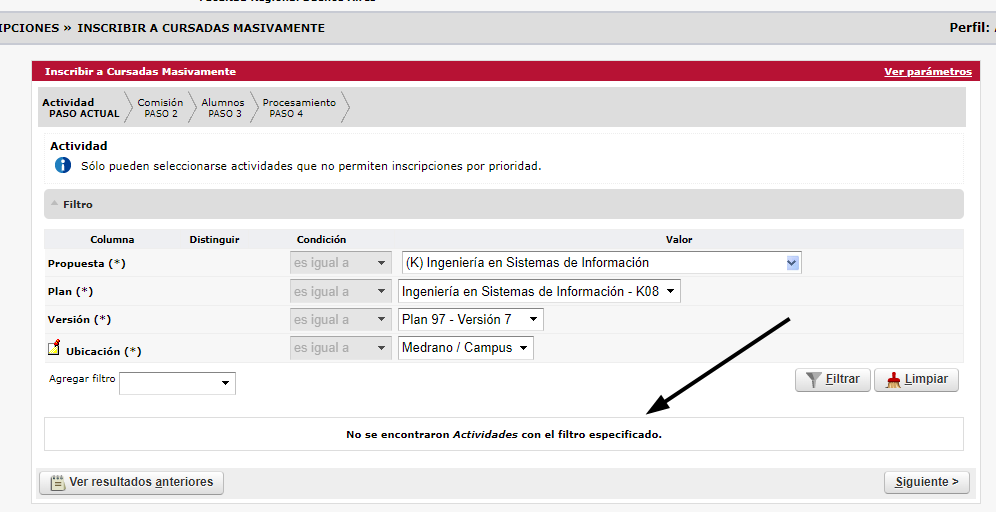 IPCIONES » INSCRIBIR A CURSADAS MASIVAMENTE
Perfil:
Inscribir a Cursadas Masivamente
Ver parámetros
Actividad
PASO ACTUAL
Comisión
PASO 2
Alumnos
PASO 3
Procesamiento
PASO 4
Actividad
Sólo pueden seleccionarse actividades que no permiten inscripciones por prioridad.
Filtro
Columna Distinguir Condición Valor
Propuesta (*) es igual a (K) Ingeniería en Sistemas de Información
Plan (*) es igual a Ingeniería en Sistemas de Información - K08
Versión (*) es igual a Plan 97 - Versión 7
Ubicación (*) es igual a Medrano / Campus
Agregar filtro
Filtrar Limpiar
No se encontraron Actividades con el filtro especificado.
Ver resultados anteriores
Siguiente >